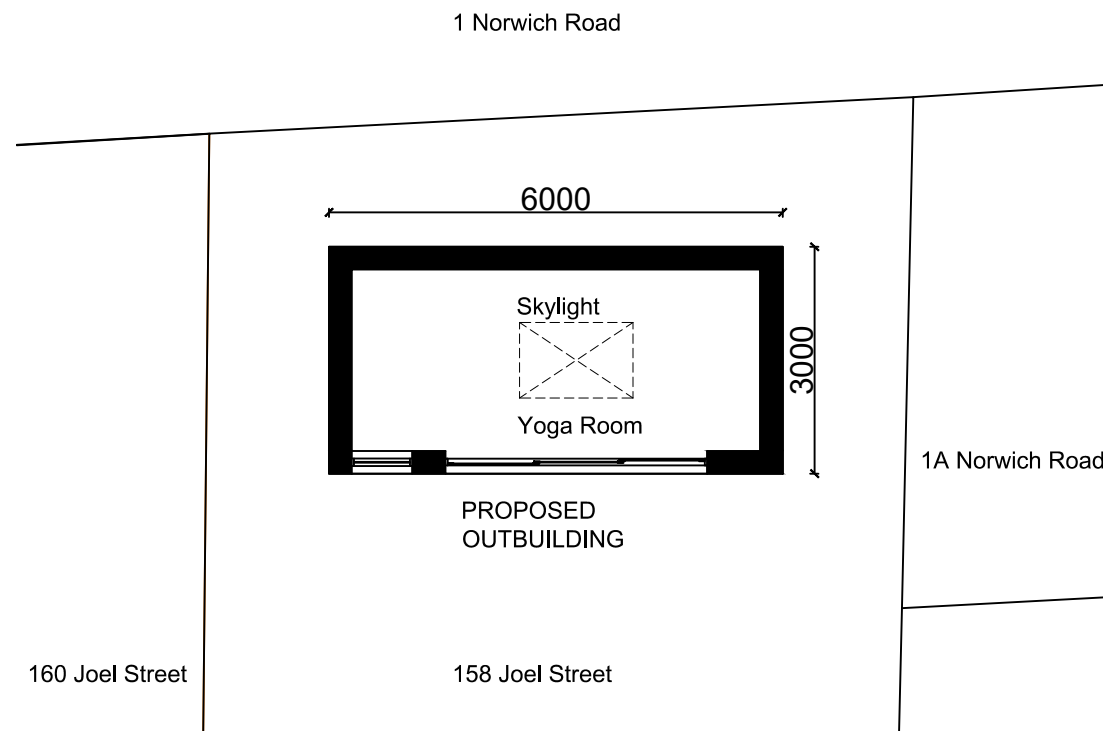 1 Norwich Road
6000
Skylight
3000
Yoga Room
1A Norwich Road
PROPOSED
OUTBUILDING
160 Joel Street
158 Joel Street